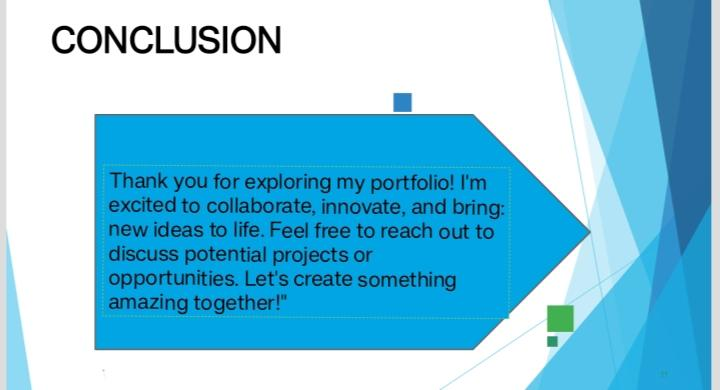 CONCLUSION
Thank you for exploring my portfolio! I'm
excited to collaborate, innovate, and bring:
new ideas to life. Feel free to reach out to
discuss potential projects or
opportunities. Let's create something
amazing together!"